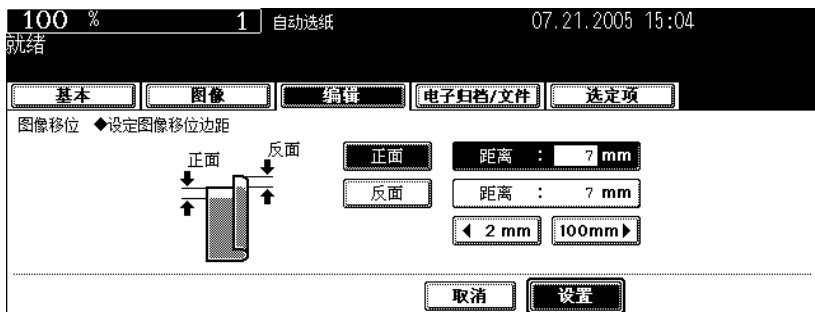 100 % 1 自动选纸 07.21.2005 15:04
就绪
基本 图像 编辑 电子归档/文件 选定项
图像移位 ◆设定图像移位边距
正面 反面 正面 距离 : 7 mm
反面 距离 : 7 mm
◀ 2 mm 100mm ▶
取消 设置